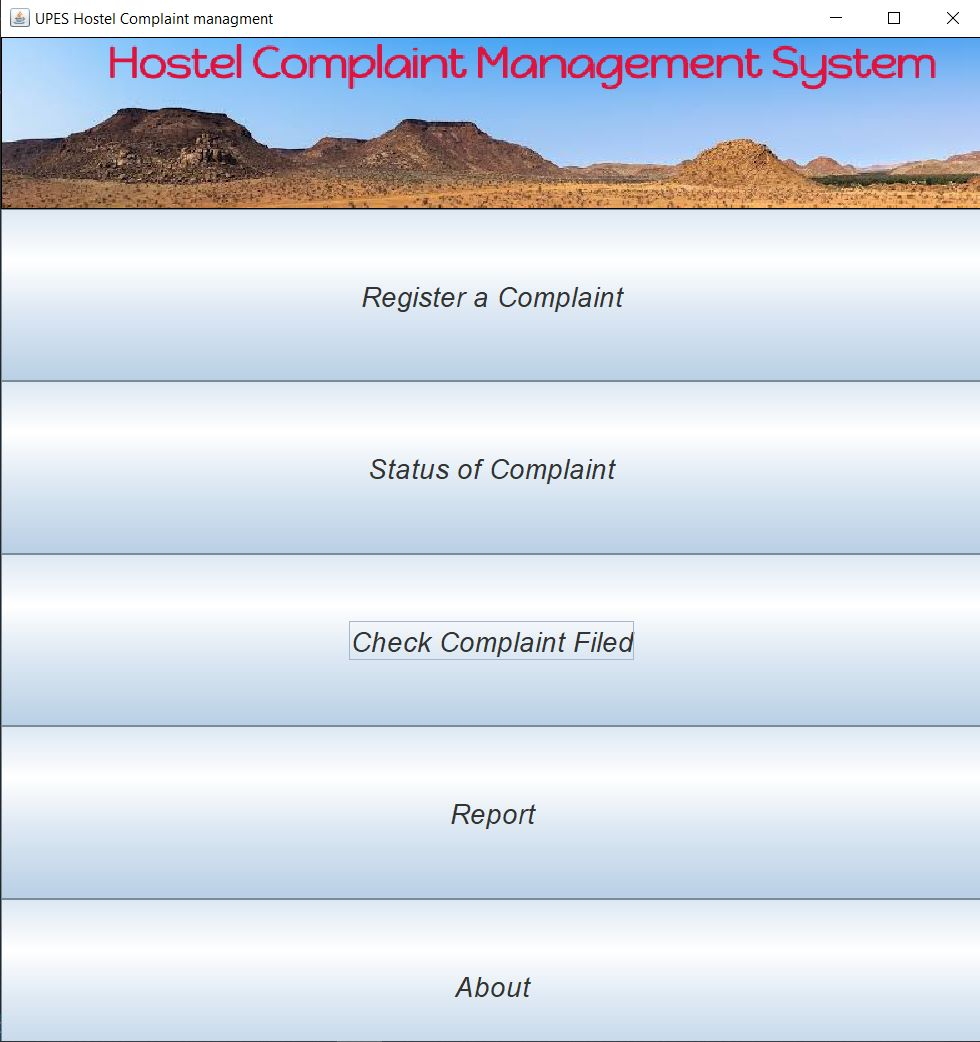 UPES Hostel Complaint managment
Hostel Complaint Management System
Register a Complaint
Status of Complaint
Check Complaint Filed
Report
About